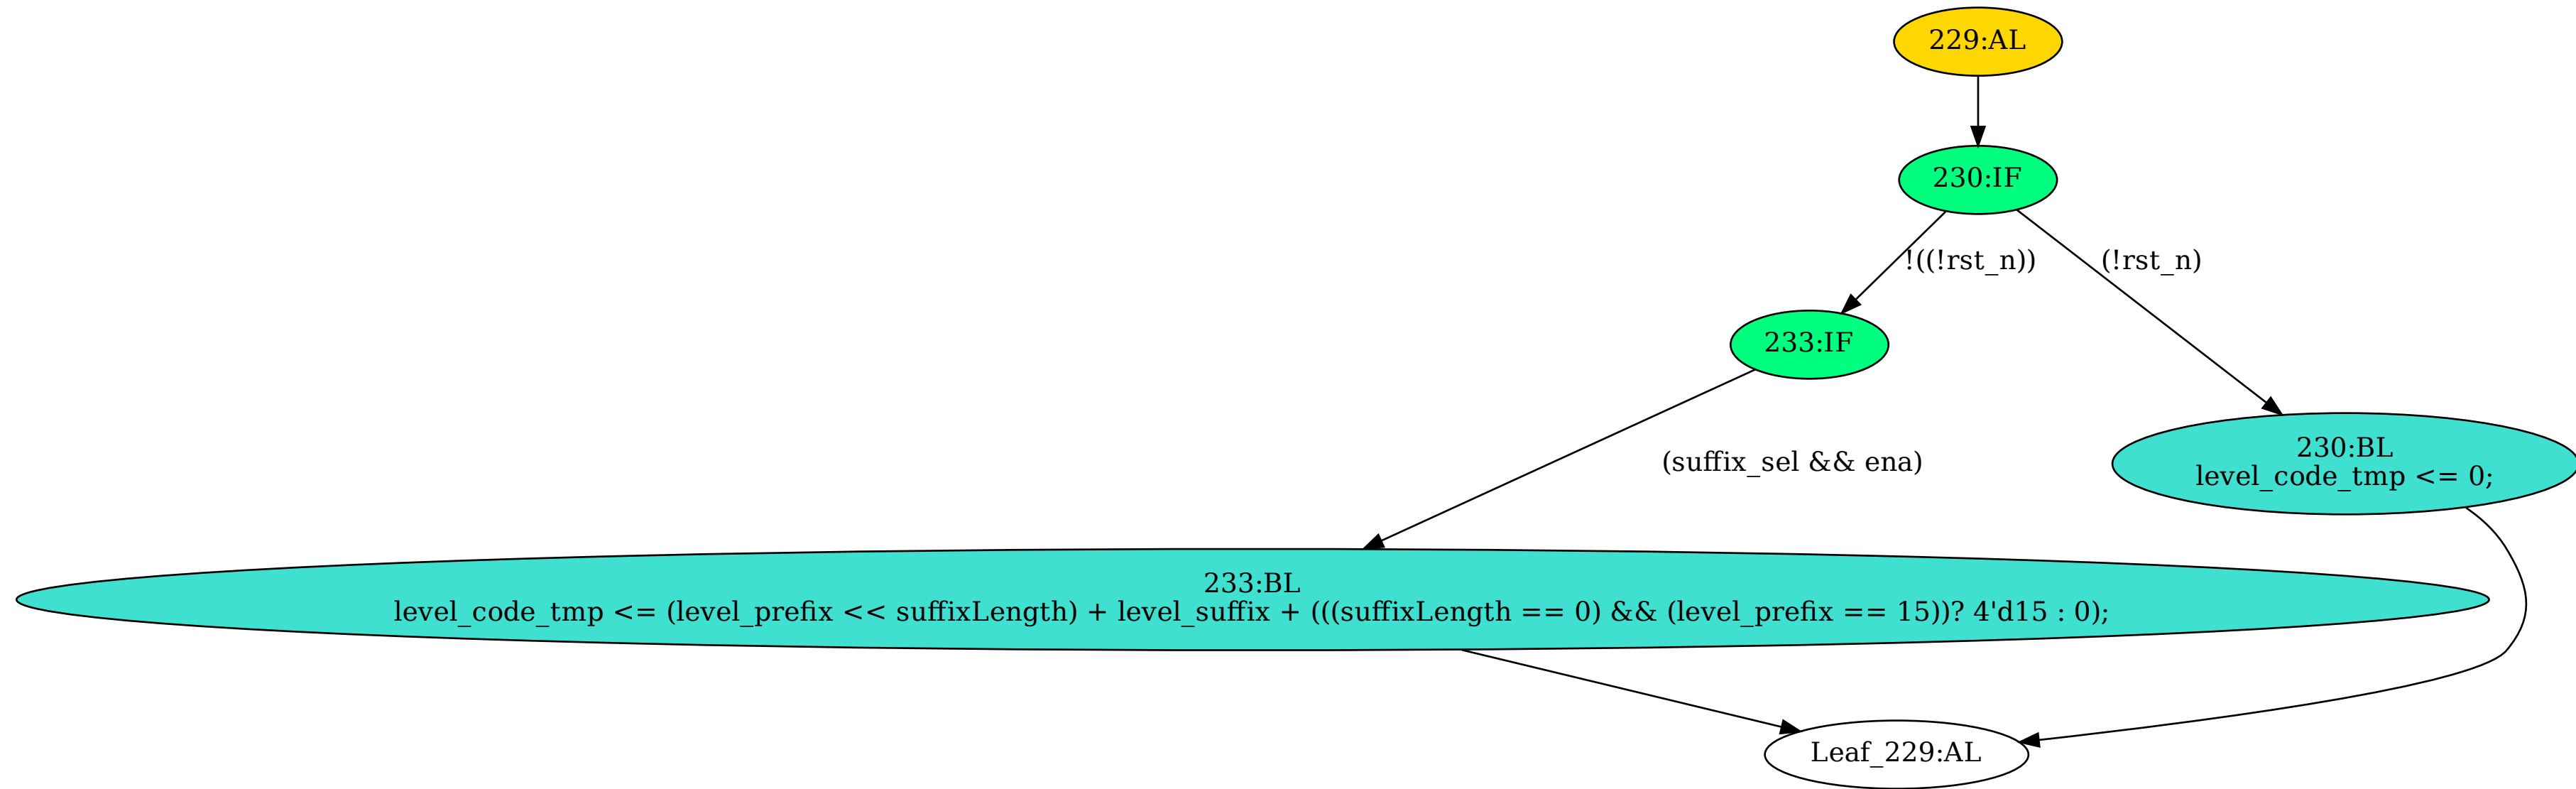 229:AL
230:IF
!((!rst_n))
(!rst_n)
233:IF
(suffix_sel && ena)
230:BL
level_code_tmp <= 0;
233:BL
level_code_tmp <= (level_prefix << suffixLength) + level_suffix + (((suffixLength == 0) && (level_prefix == 15))? 4'd15 : 0);
Leaf_229:AL